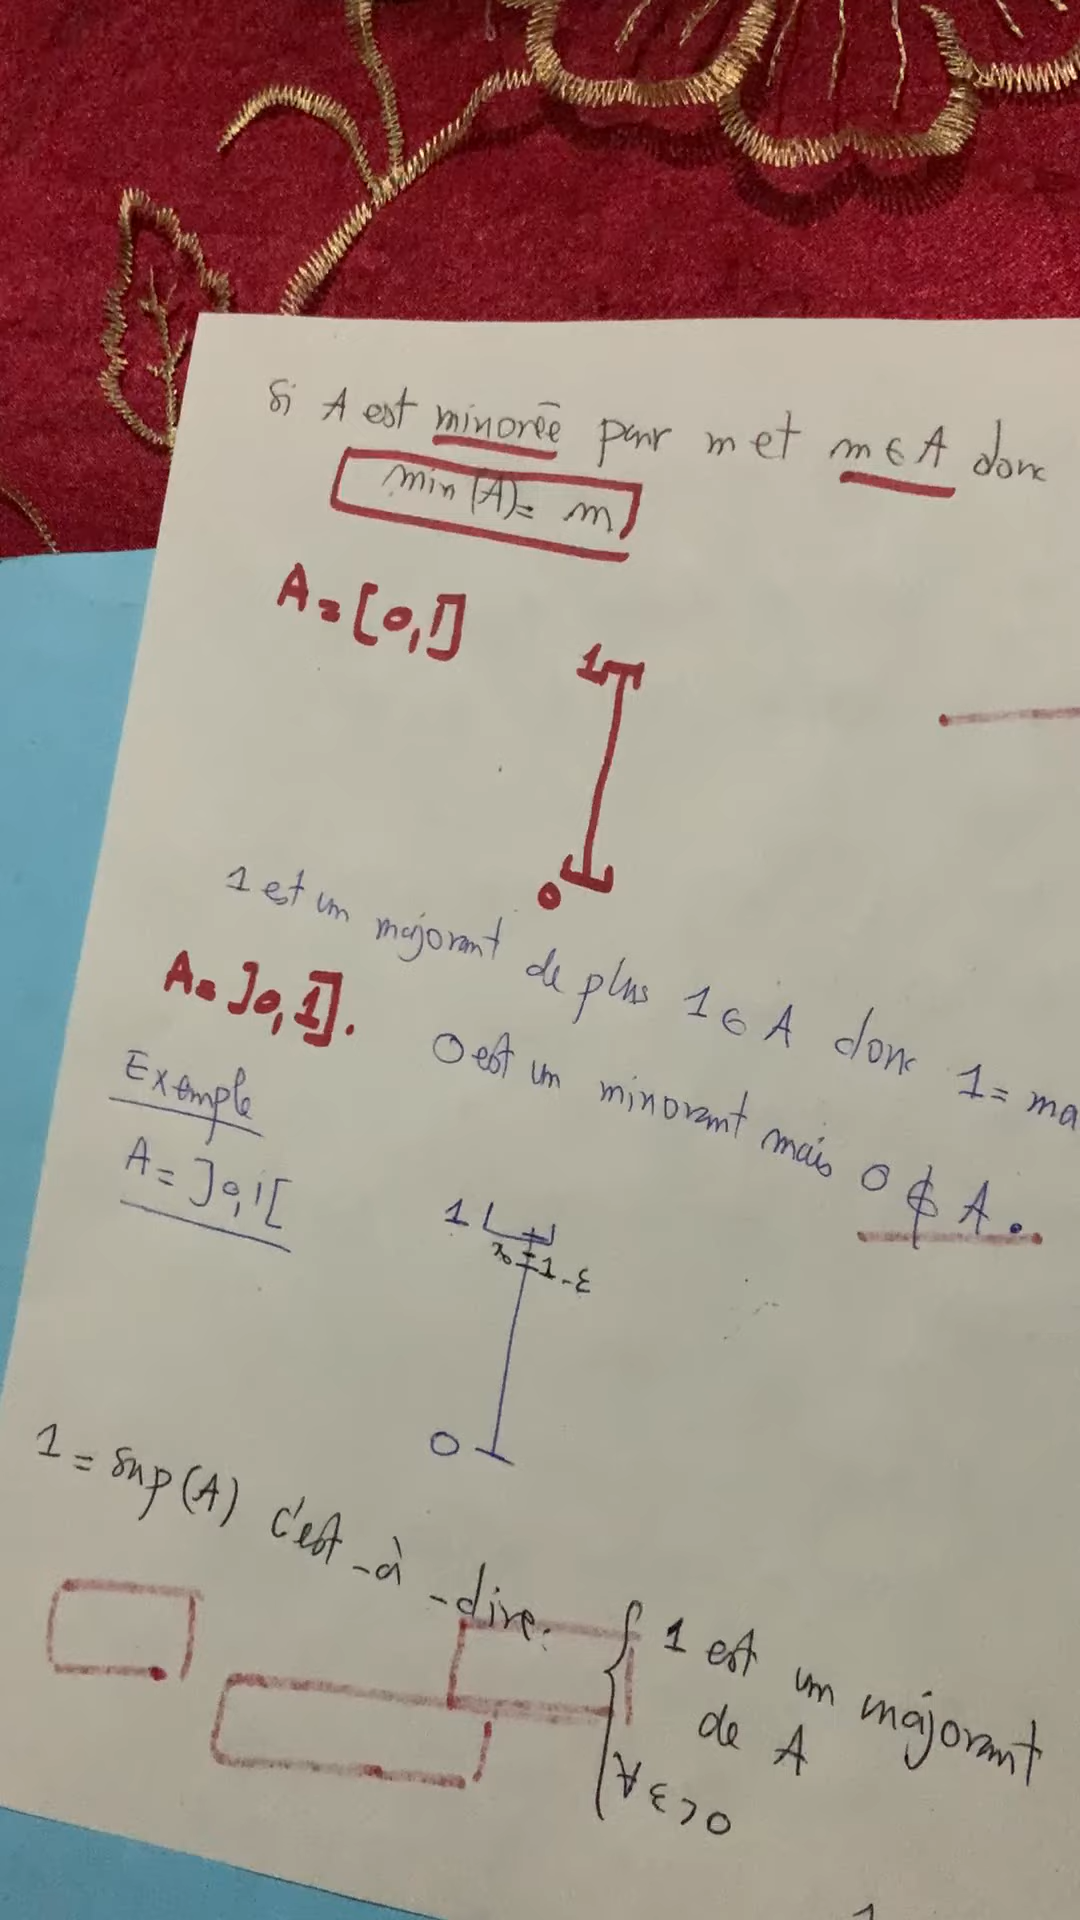 Si A est minorée par m et m ∈ A donc
min(A) = m
A = [0,1]
1
0
1 est un majorant de plus 1 ∈ A donc 1 = ma
A = ]0,1].
0 est un minorant mais 0 ∉ A.
Exemple
A = ]0,1[
1
1-ε
0
1 = sup(A) c'est-à-dire.
1 est un majorant
de A
∀ε>0